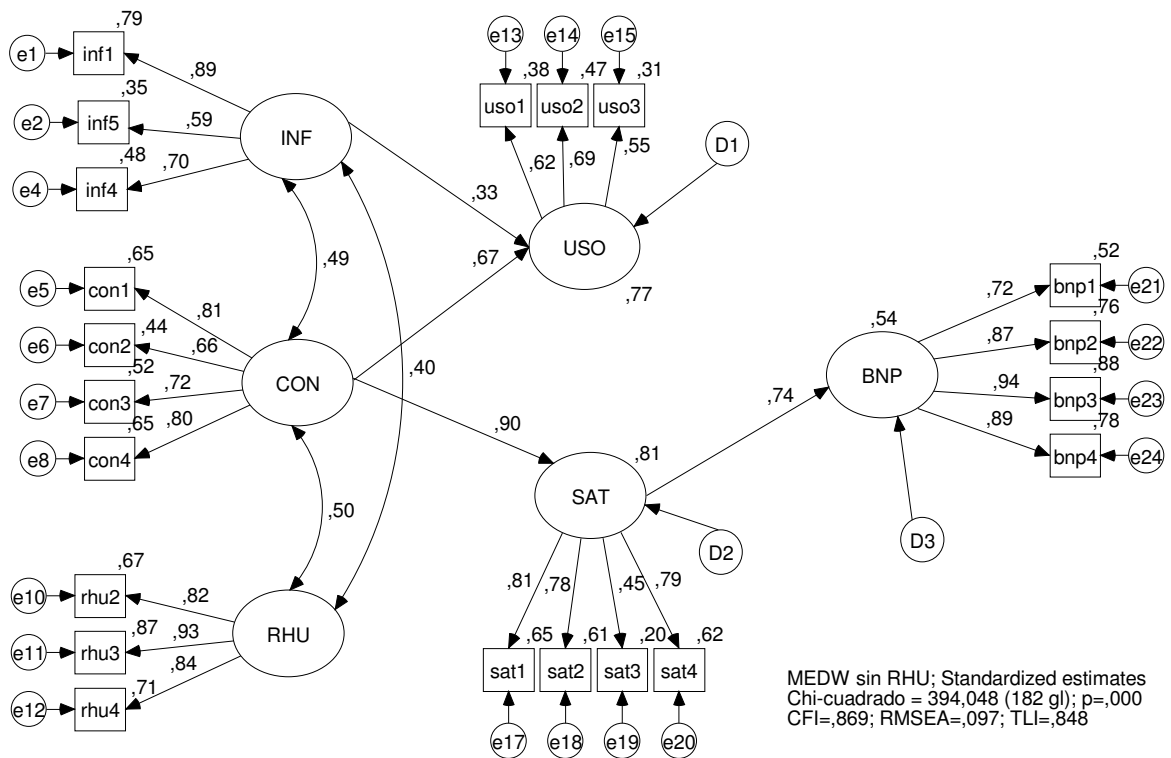 ,79
e1
inf1
,89
,35
e2
inf5
,59
,48
e4
inf4
,70
INF
e13
e14
e15
,38
,47
,31
uso1
uso2
uso3
,62
,69
,55
D1
,33
USO
,67
,77
,49
,65
e5
con1
,81
,44
e6
con2
,66
,52
e7
con3
,72
,65
e8
con4
,80
CON
,40
,90
,50
,81
SAT
D2
,74
,54
BNP
D3
,52
,72
bnp1
e21
,76
,87
bnp2
e22
,88
,94
bnp3
e23
,78
,89
bnp4
e24
,67
e10
rhu2
,82
,87
e11
rhu3
,93
,71
e12
rhu4
,84
RHU
,81
,78
,45
,79
,65
,61
,20
,62
sat1
sat2
sat3
sat4
e17
e18
e19
e20
MEDW sin RHU; Standardized estimates
Chi-cuadrado = 394,048 (182 gl); p=,000
CFI=,869; RMSEA=,097; TLI=,848